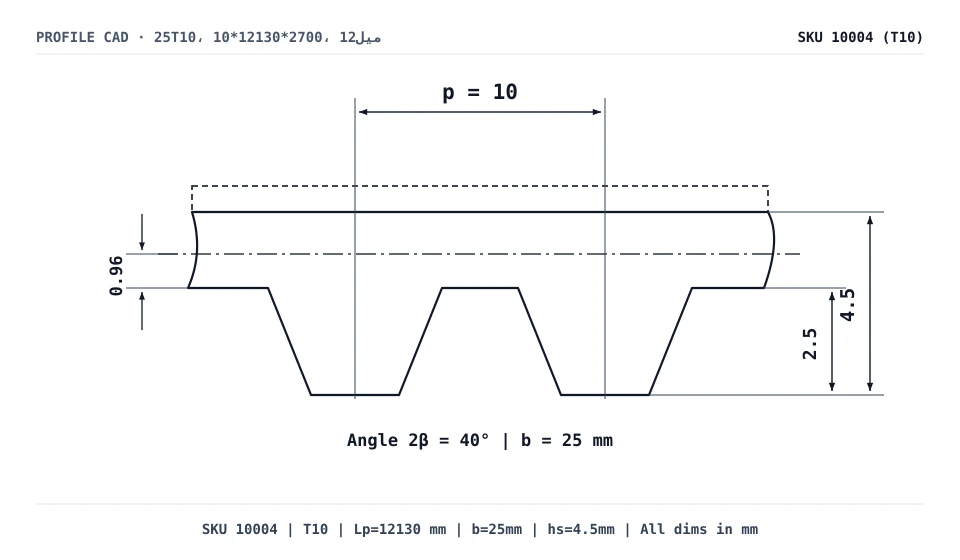 PROFILE CAD · 25T10، 10*12130*2700، 12ميل
SKU 10004 (T10)
p = 10
0.96
4.5
2.5
Angle 2β = 40° | b = 25 mm
SKU 10004 | T10 | Lp=12130 mm | b=25mm | hs=4.5mm | All dims in mm